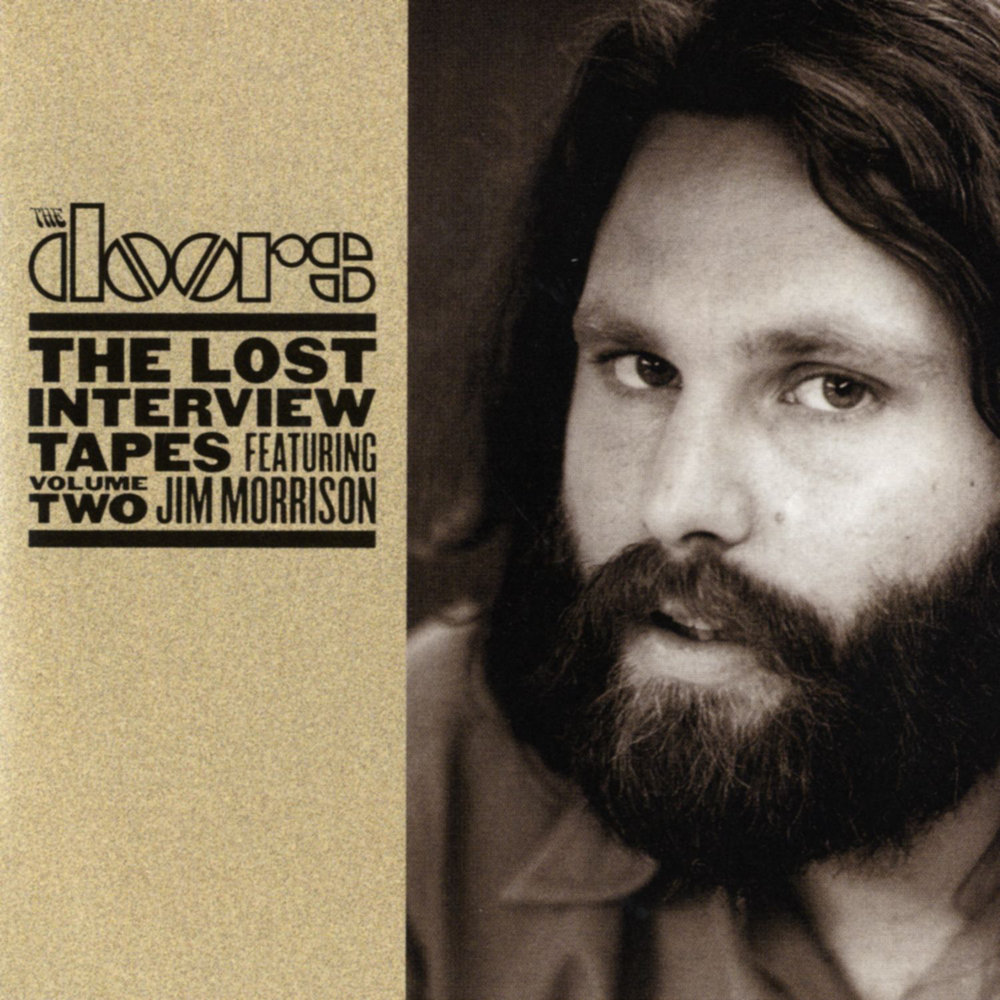 THE
doors
THE LOST
INTERVIEW
TAPES FEATURING
VOLUME
TWO JIM MORRISON